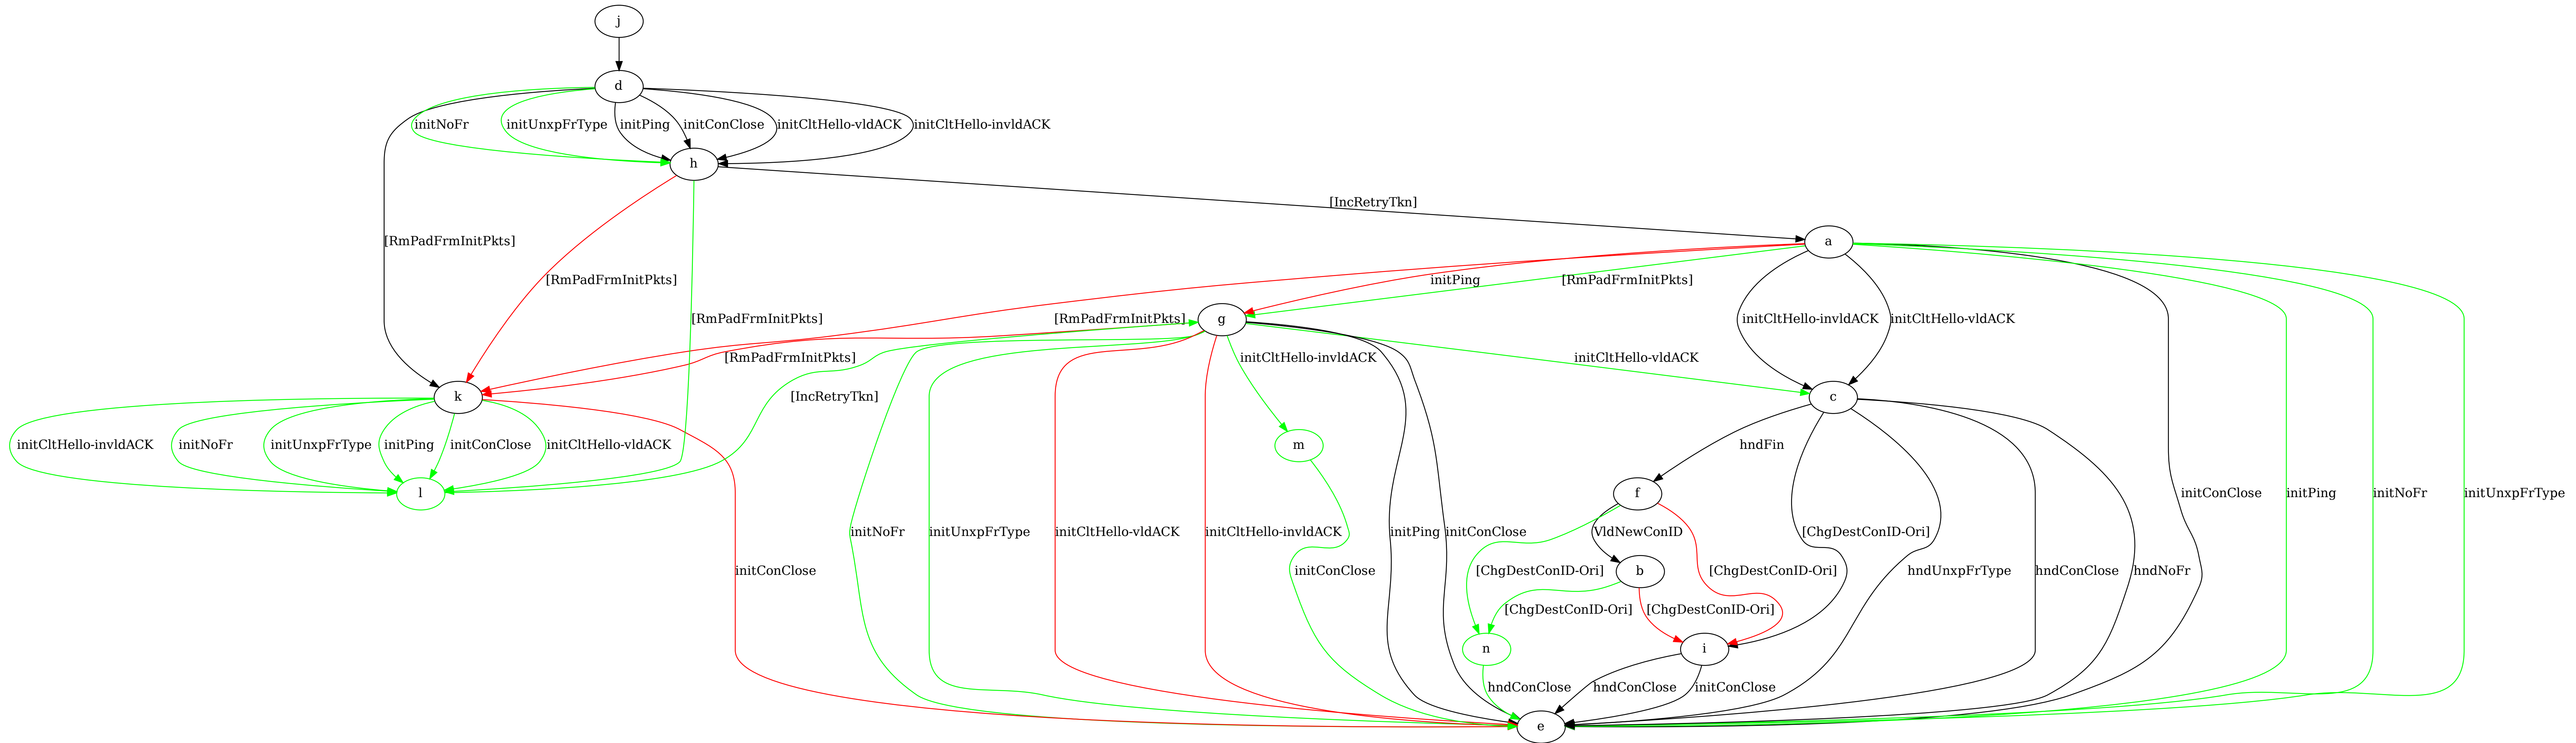 j
d
initNoFr
initUnxpFrType
initPing
initConClose
initCltHello-vldACK
initCltHello-invldACK
h
[IncRetryTkn]
[RmPadFrmInitPkts]
a
[RmPadFrmInitPkts]
initPing
[RmPadFrmInitPkts]
[RmPadFrmInitPkts]
[RmPadFrmInitPkts]
g
initCltHello-invldACK
initCltHello-vldACK
[RmPadFrmInitPkts]
initCltHello-invldACK
initCltHello-vldACK
k
[IncRetryTkn]
c
initCltHello-invldACK
initNoFr
initUnxpFrType
initPing
initConClose
initCltHello-vldACK
m
hndFin
l
f
initConClose
initPing
initNoFr
initUnxpFrType
initNoFr
initUnxpFrType
initCltHello-vldACK
initCltHello-invldACK
initPing
initConClose
VldNewConID
[ChgDestConID-Ori]
initConClose
initConClose
[ChgDestConID-Ori]
b
[ChgDestConID-Ori]
hndUnxpFrType
hndConClose
hndNoFr
[ChgDestConID-Ori]
[ChgDestConID-Ori]
n
i
hndConClose
hndConClose
initConClose
e